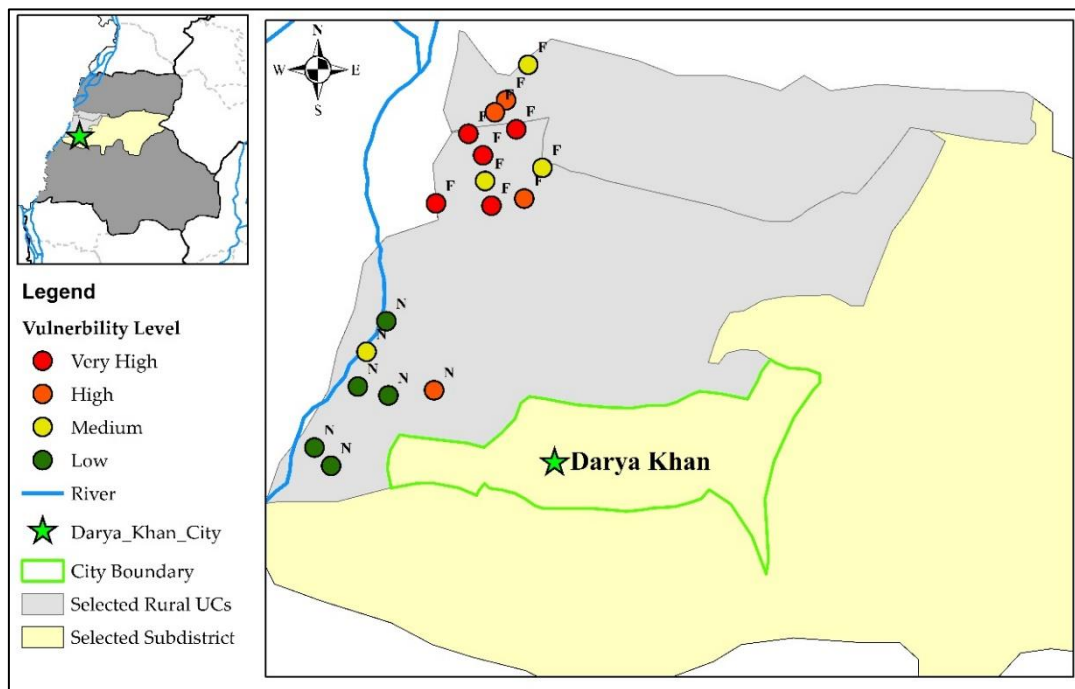 N
W E
S
F
F
F
F
F
F
F
F
F
F
F
N
N
N
N
N
N
N
Darya Khan
Legend
Vulnerbility Level
Very High
High
Medium
Low
River
Darya_Khan_City
City Boundary
Selected Rural UCs
Selected Subdistrict